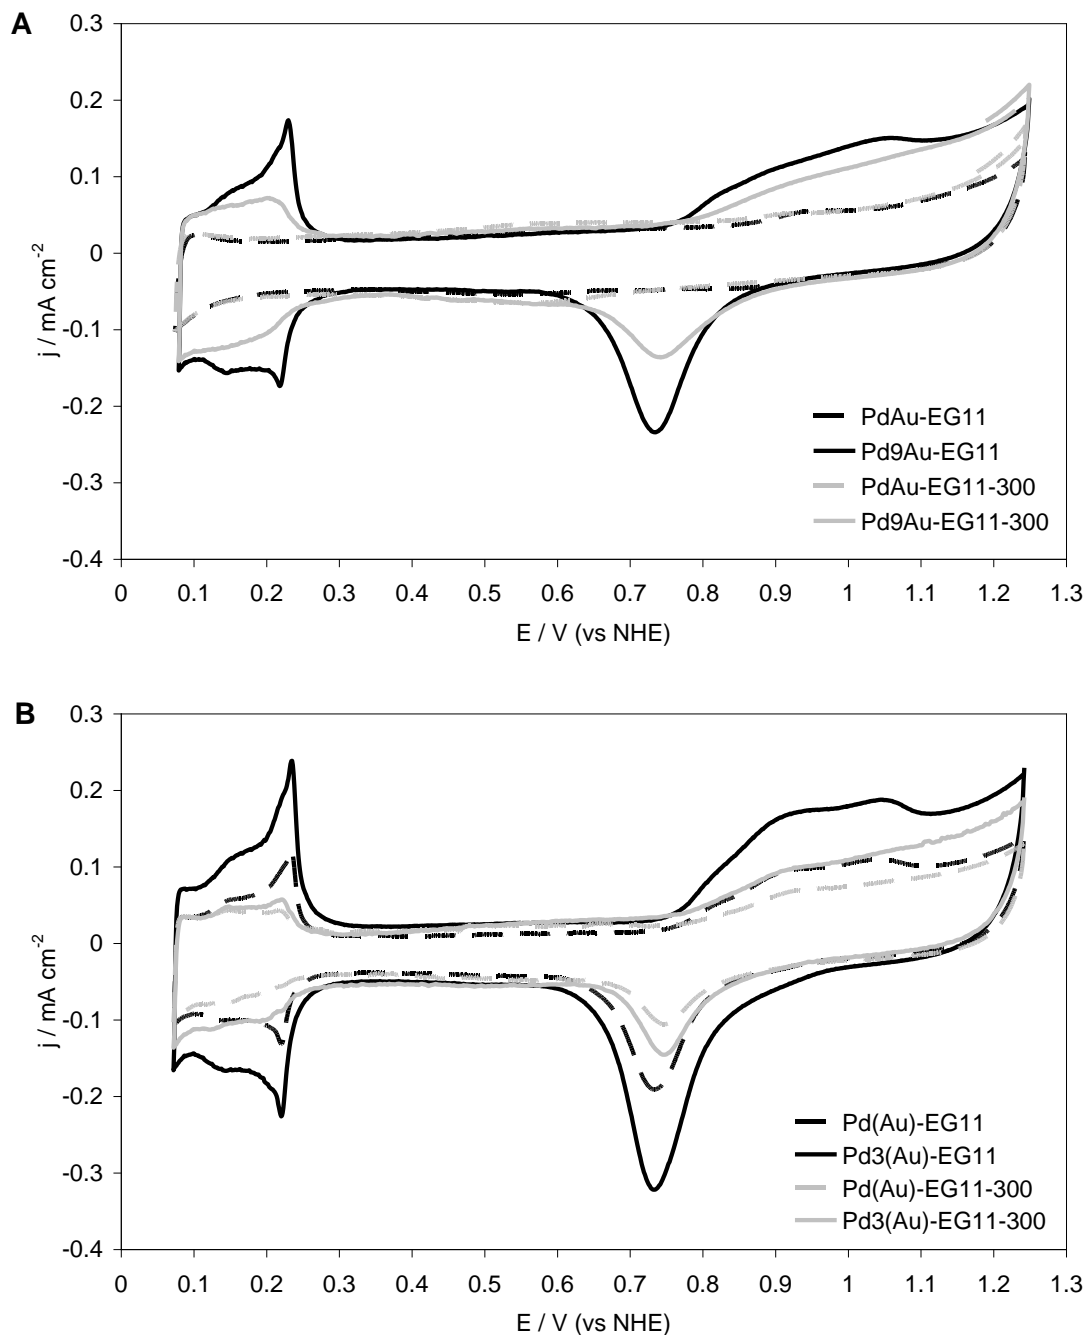 A
0.3
0.2
0.1
0
-0.1
-0.2
-0.3
-0.4
j / mA cm-2
PdAu-EG11
Pd9Au-EG11
PdAu-EG11-300
Pd9Au-EG11-300
0 0.1 0.2 0.3 0.4 0.5 0.6 0.7 0.8 0.9 1 1.1 1.2 1.3
E / V (vs NHE)
B
0.3
0.2
0.1
0
-0.1
-0.2
-0.3
-0.4
j / mA cm-2
Pd(Au)-EG11
Pd3(Au)-EG11
Pd(Au)-EG11-300
Pd3(Au)-EG11-300
0 0.1 0.2 0.3 0.4 0.5 0.6 0.7 0.8 0.9 1 1.1 1.2 1.3
E / V (vs NHE)